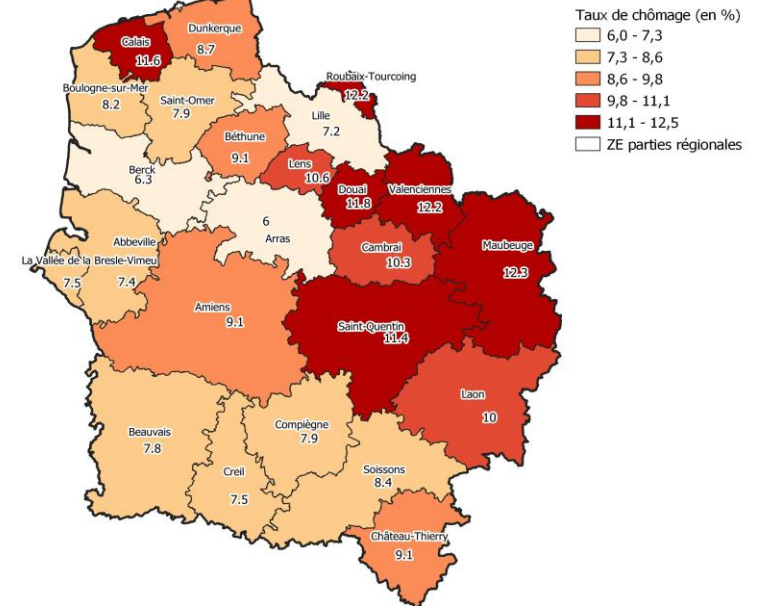 Taux de chômage (en %)
6,0 - 7,3
7,3 - 8,6
8,6 - 9,8
9,8 - 11,1
11,1 - 12,5
ZE parties régionales
Dunkerque
8.7
Calais
11.6
Roubaix-Tourcoing
12.2
Boulogne-sur-Mer
8.2
Saint-Omer
7.9
Lille
7.2
Béthune
9.1
Lens
10.6
Berck
6.3
Douai
11.8
Valenciennes
12.2
6
Arras
Abbeville
7.4
Cambrai
10.3
Maubeuge
12.3
La Vallée de la Bresle-Vimeu
7.5
Amiens
9.1
Saint-Quentin
11.4
Laon
10
Beauvais
7.8
Compiègne
7.9
Creil
7.5
Soissons
8.4
Château-Thierry
9.1